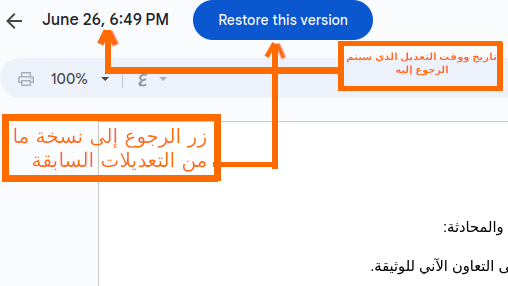 June 26, 6:49 PM
Restore this version
تاريخ ووقت التعديل الذي سيتم
الرجوع إليه
100%
زر الرجوع إلى نسخة ما
من التعديلات السابقة
والمحادثة:
التعاون الآني للوثيقة.